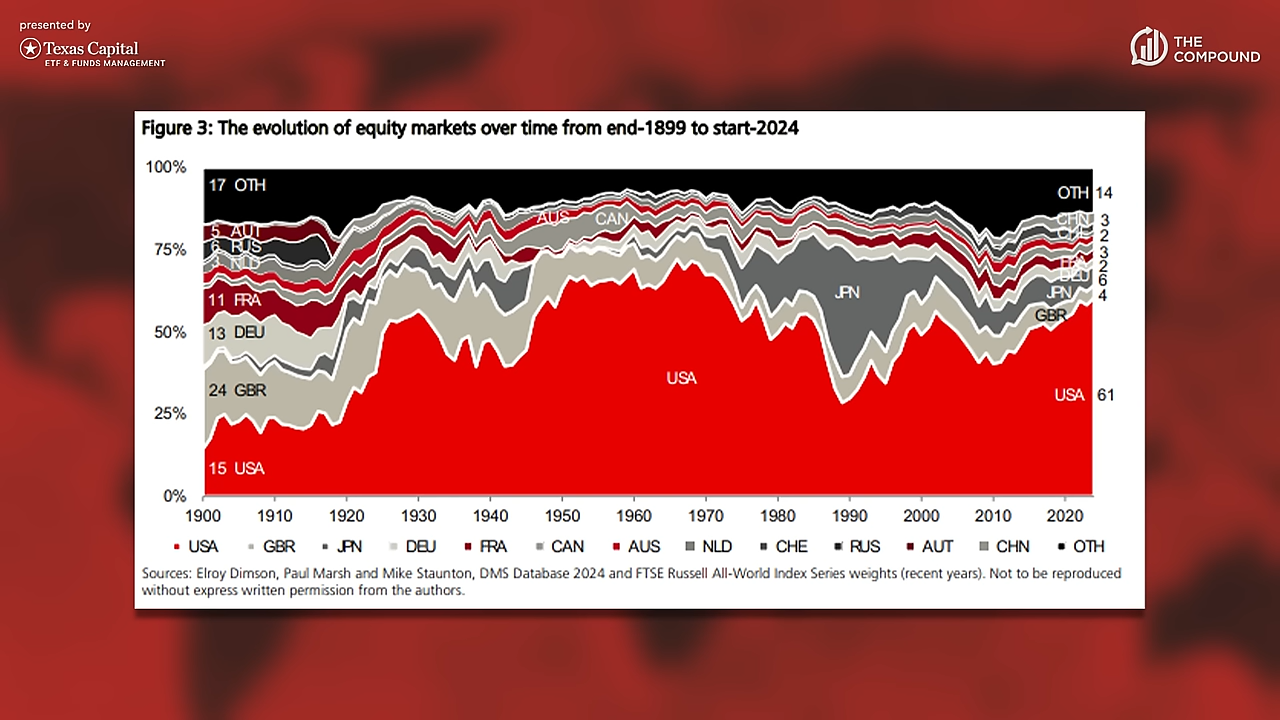 presented by
Texas Capital
ETF & FUNDS MANAGEMENT
THE
COMPOUND
Figure 3: The evolution of equity markets over time from end-1899 to start-2024
100%
17 OTH
OTH 14
5 AUT
AUS
CAN
CHN 3
6 RUS
2
75%
NLD
3
2
6
11 FRA
JPN
JPN
4
GBR
13 DEU
50%
24 GBR
USA
USA 61
25%
15 USA
0%
1900 1910 1920 1930 1940 1950 1960 1970 1980 1990 2000 2010 2020
USA GBR JPN DEU FRA CAN AUS NLD CHE RUS AUT CHN OTH
Sources: Elroy Dimson, Paul Marsh and Mike Staunton, DMS Database 2024 and FTSE Russell All-World Index Series weights (recent years). Not to be reproduced
without express written permission from the authors.